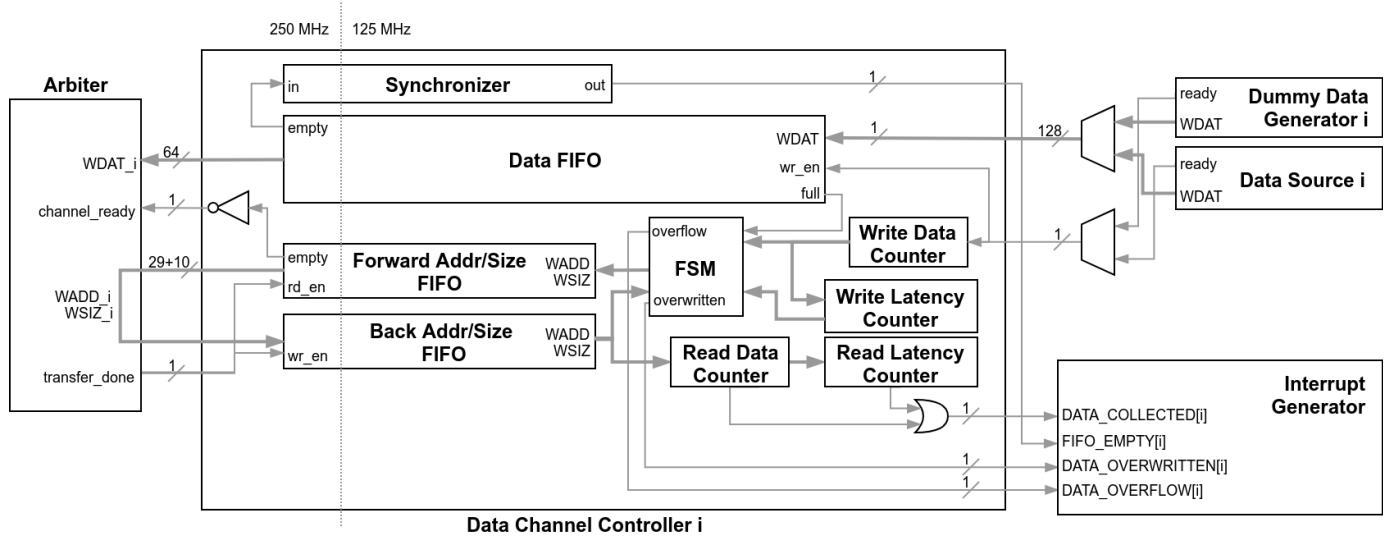 250 MHz
125 MHz
Arbiter
WDAT_i
channel_ready
WADD_i
WSIZ_i
transfer_done
64
1
29+10
1
in
Synchronizer
out
1
empty
Data FIFO
WDAT
wr_en
full
1
128
ready
WDAT
Dummy Data
Generator i
ready
WDAT
Data Source i
1
empty
rd_en
Forward Addr/Size
FIFO
WADD
WSIZ
wr_en
Back Addr/Size
FIFO
WADD
WSIZ
overflow
FSM
overwritten
Write Data
Counter
Write Latency
Counter
Read Data
Counter
Read Latency
Counter
1
1
1
Interrupt
Generator
DATA_COLLECTED[i]
FIFO_EMPTY[i]
DATA_OVERWRITTEN[i]
DATA_OVERFLOW[i]
Data Channel Controller i